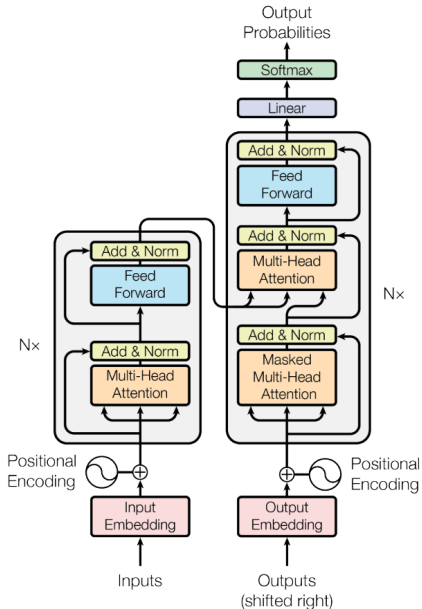 Output
Probabilities
Softmax
Linear
Add & Norm
Feed
Forward
Add & Norm
Multi-Head
Attention
Add & Norm
Masked
Multi-Head
Attention
N×
Positional
Encoding
Output
Embedding
Outputs
(shifted right)
Add & Norm
Feed
Forward
Add & Norm
Multi-Head
Attention
N×
Positional
Encoding
Input
Embedding
Inputs